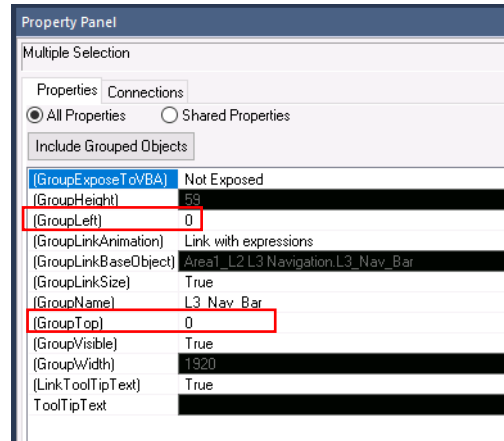 Property Panel
Multiple Selection
Properties Connections
All Properties Shared Properties
Include Grouped Objects
(GroupExposeToVBA) Not Exposed
(GroupHeight) 59
(GroupLeft) 0
(GroupLinkAnimation) Link with expressions
(GroupLinkBaseObject) Area1_L2 L3 Navigation.L3_Nav_Bar
(GroupLinkSize) True
(GroupName) L3_Nav_Bar
(GroupTop) 0
(GroupVisible) True
(GroupWidth) 1920
(LinkToolTipText) True
ToolTipText